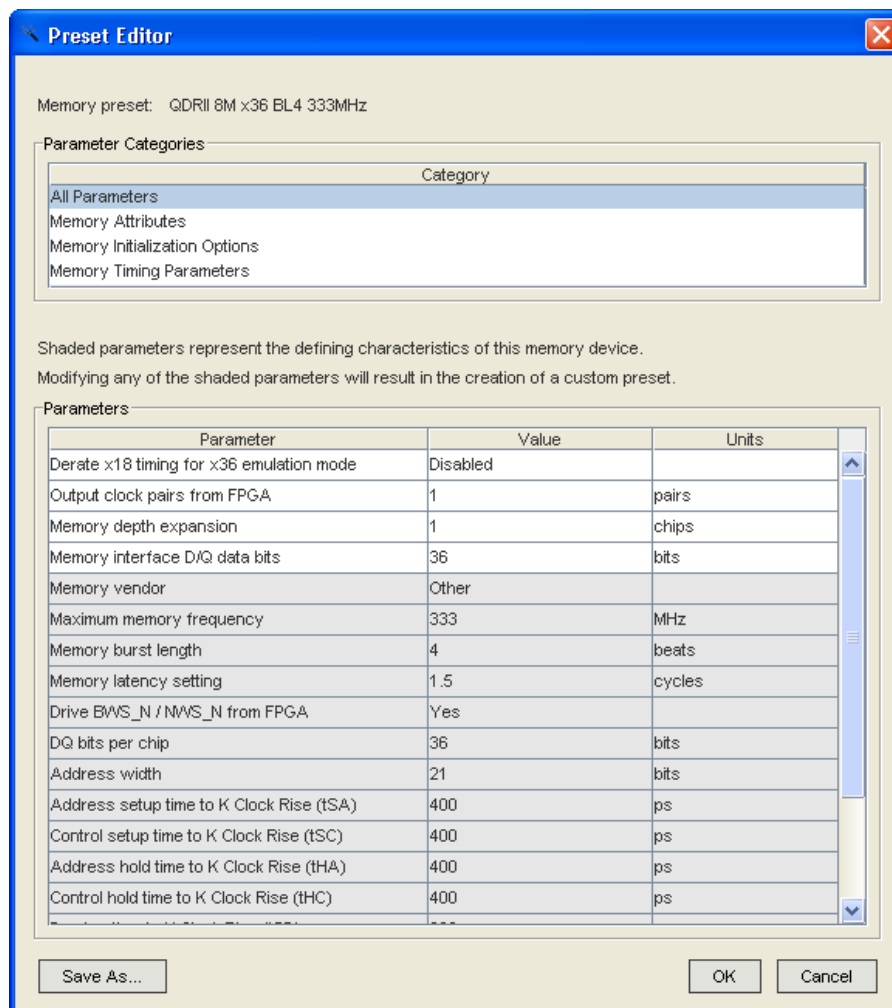 Preset Editor
Memory preset: QDRII 8M x36 BL4 333MHz
Parameter Categories
Category
All Parameters
Memory Attributes
Memory Initialization Options
Memory Timing Parameters
Shaded parameters represent the defining characteristics of this memory device.
Modifying any of the shaded parameters will result in the creation of a custom preset.
Parameters
Parameter Value Units
Derate x18 timing for x36 emulation mode Disabled
Output clock pairs from FPGA 1 pairs
Memory depth expansion 1 chips
Memory interface D/Q data bits 36 bits
Memory vendor Other
Maximum memory frequency 333 MHz
Memory burst length 4 beats
Memory latency setting 1.5 cycles
Drive BWS_N / NWS_N from FPGA Yes
DQ bits per chip 36 bits
Address width 21 bits
Address setup time to K Clock Rise (tSA) 400 ps
Control setup time to K Clock Rise (tSC) 400 ps
Address hold time to K Clock Rise (tHA) 400 ps
Control hold time to K Clock Rise (tHC) 400 ps
Save As... OK Cancel